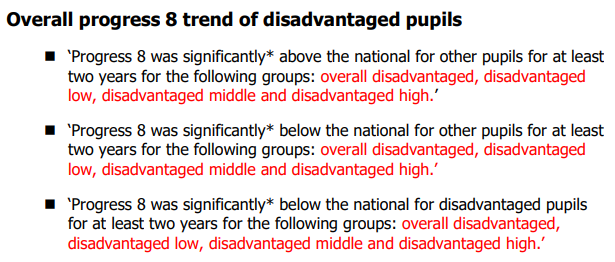 Overall progress 8 trend of disadvantaged pupils
■ ‘Progress 8 was significantly* above the national for other pupils for at least
two years for the following groups: overall disadvantaged, disadvantaged
low, disadvantaged middle and disadvantaged high.’
■ ‘Progress 8 was significantly* below the national for other pupils for at least
two years for the following groups: overall disadvantaged, disadvantaged
low, disadvantaged middle and disadvantaged high.’
■ ‘Progress 8 was significantly* below the national for disadvantaged pupils
for at least two years for the following groups: overall disadvantaged,
disadvantaged low, disadvantaged middle and disadvantaged high.’